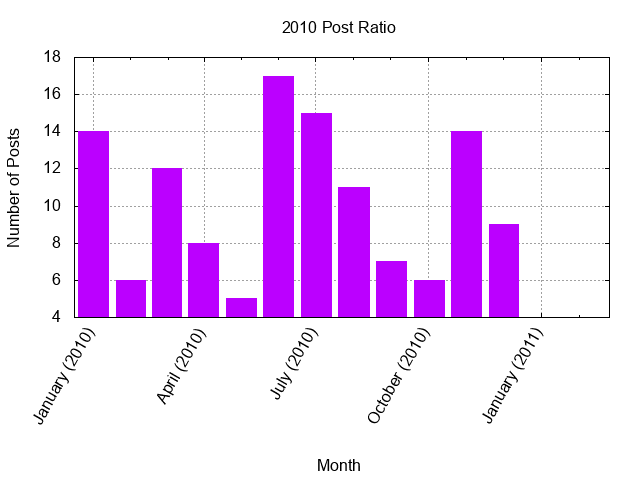 2010 Post Ratio
18
16
14
12
10
8
6
4
Number of Posts
January (2010)
April (2010)
July (2010)
October (2010)
January (2011)
Month